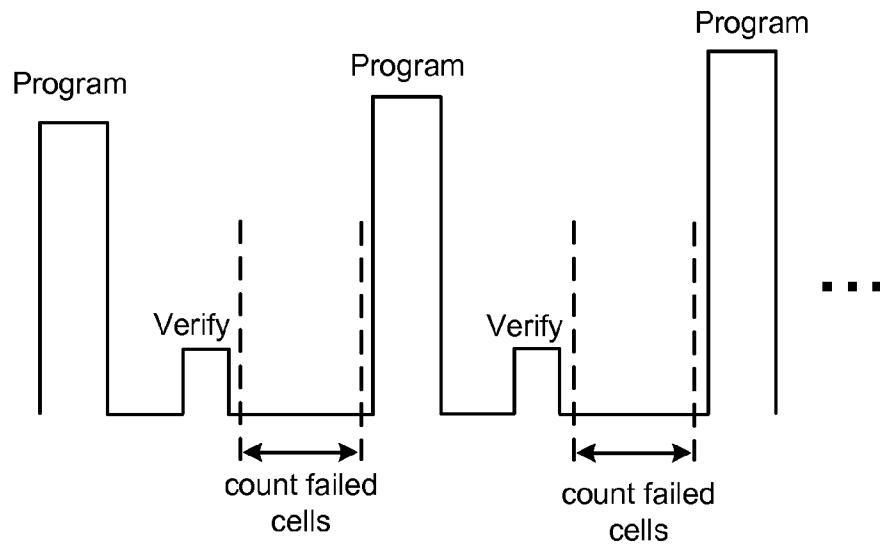 Program
Program
Program
Verify
Verify
count failed
cells
count failed
cells
...